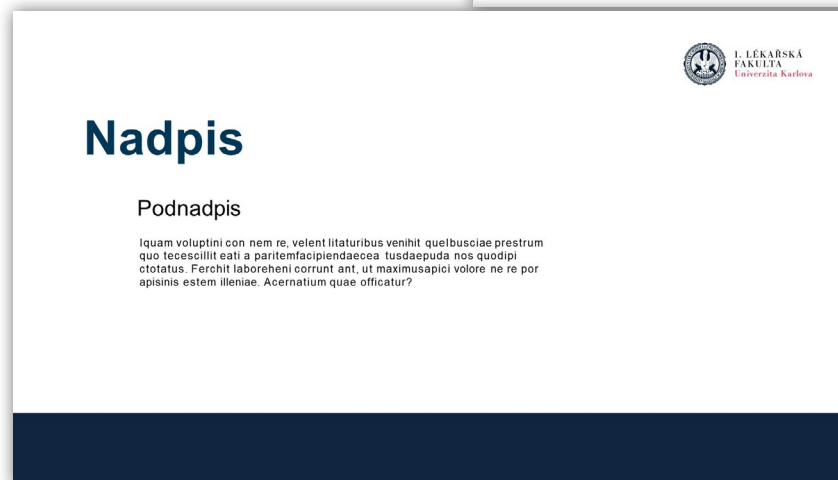 1. LÉKAŘSKÁ
FAKULTA
Univerzita Karlova
Nadpis
Podnadpis
Iquam voluptini con nem re, velent litaturibus venihit quelbusciae prestrum
quo tecescillit eati a paritemfacipiendaecea tusdaepuda nos quodipi
ctotatus. Ferchit laboreheni corrunt ant, ut maximusapici volore ne re por
apisinis estem illeniae. Acernatium quae officatur?